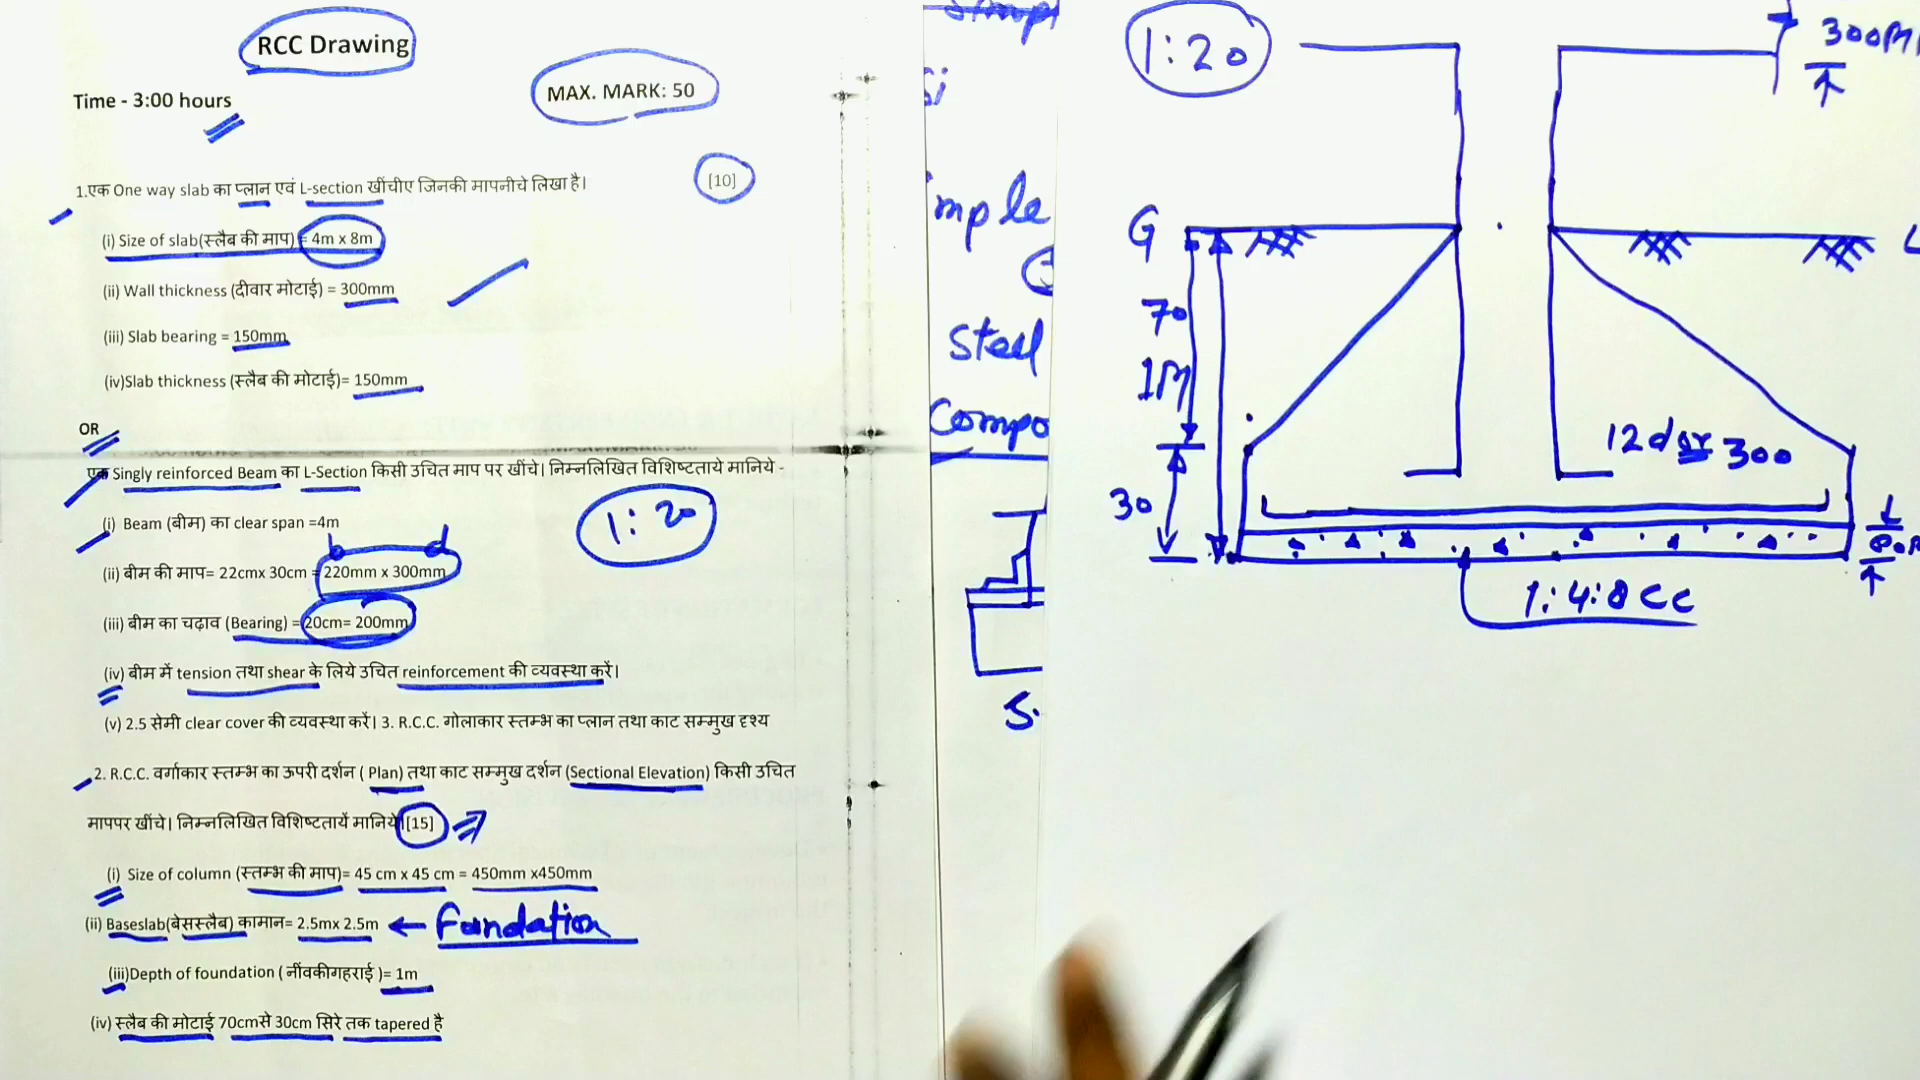 RCC Drawing
MAX. MARK: 50
Time - 3:00 hours
1.एक One way slab का प्लान एवं L-section खींचीए जिनकी मापनीचे लिखा है। [10]
(i) Size of slab(स्लैब की माप) = 4m x 8m
(ii) Wall thickness (दीवार मोटाई) = 300mm
(iii) Slab bearing = 150mm
(iv)Slab thickness (स्लैब की मोटाई)= 150mm
OR
एक Singly reinforced Beam का L-Section किसी उचित माप पर खींचे। निम्नलिखित विशिष्टताये मानिये -
(i) Beam (बीम) का clear span =4m
1:20
b d
(ii) बीम की माप= 22cmx 30cm = 220mm x 300mm
(iii) बीम का चढ़ाव (Bearing) = 20cm= 200mm
(iv) बीम में tension तथा shear के लिये उचित reinforcement की व्यवस्था करें।
(v) 2.5 सेमी clear cover की व्यवस्था करें। 3. R.C.C. गोलाकार स्तम्भ का प्लान तथा काट सम्मुख दृश्य
2. R.C.C. वर्गाकार स्तम्भ का ऊपरी दर्शन ( Plan) तथा काट सम्मुख दर्शन (Sectional Elevation) किसी उचित
मापपर खींचे। निम्नलिखित विशिष्टतायें मानिये।[15]
(i) Size of column (स्तम्भ की माप)= 45 cm x 45 cm = 450mm x450mm
(ii) Baseslab(बेसस्लैब) कामान= 2.5mx 2.5m ← Foundation
(iii)Depth of foundation ( नींवकीगहराई )= 1m
(iv) स्लैब की मोटाई 70cmसे 30cm सिरे तक tapered है
mple
Steel
Compo
S.
1:20
300M
G
L
70
1M
30
12d or 300
1:4:8 CC